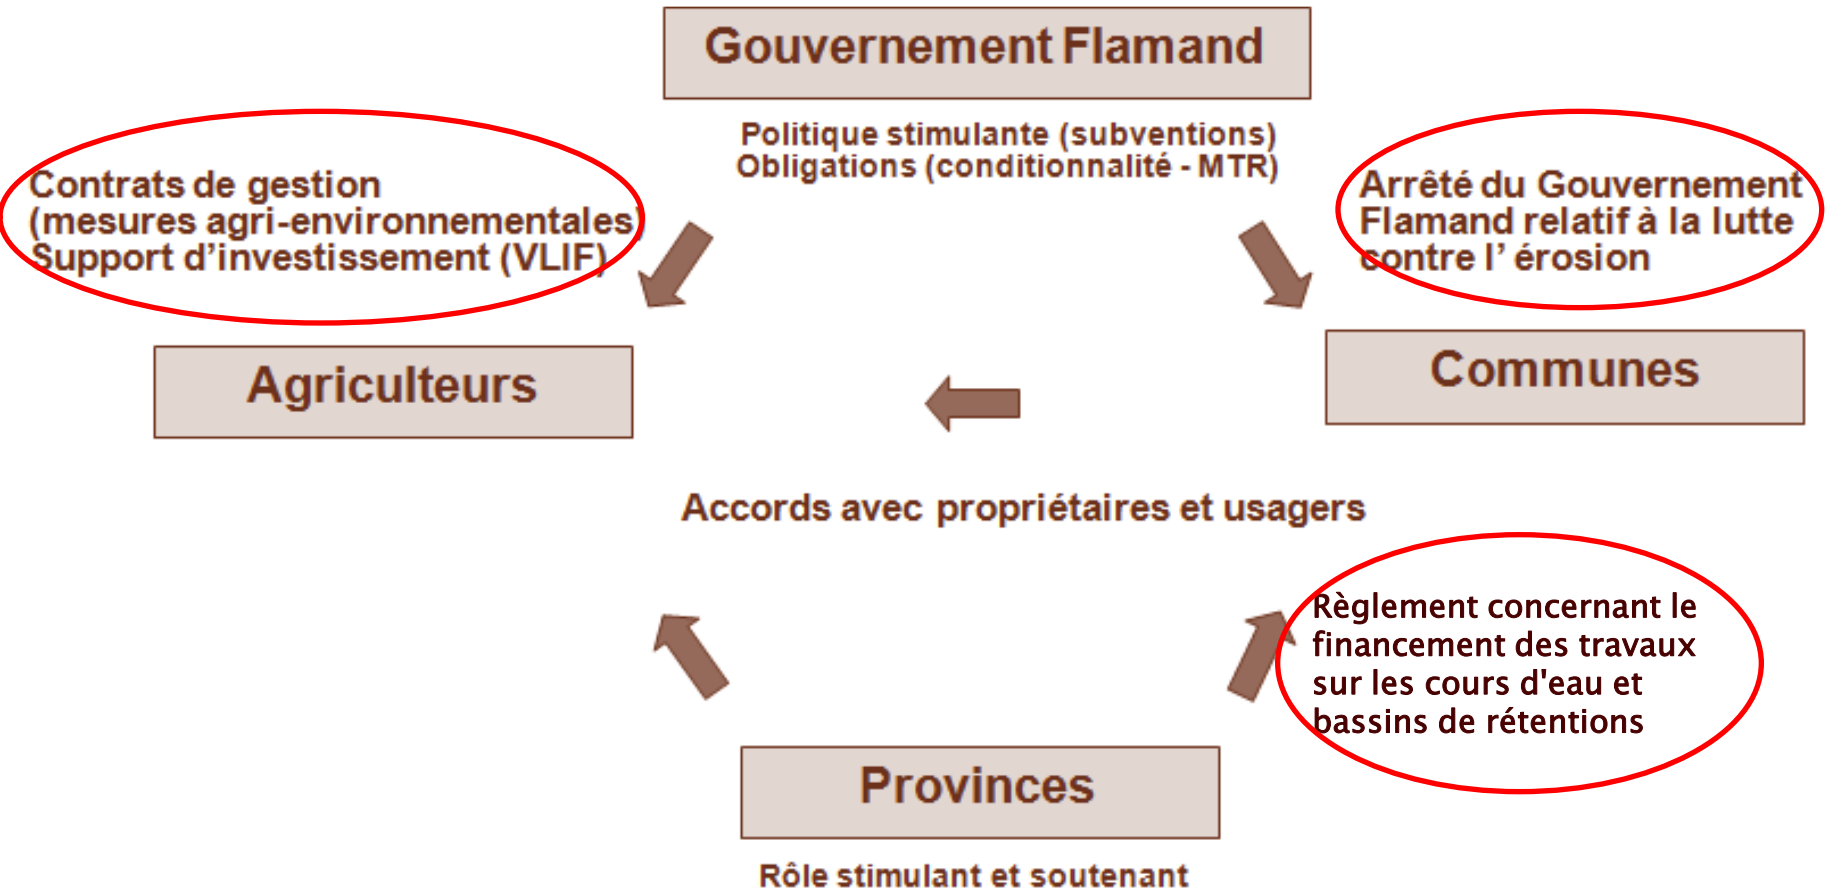 Gouvernement Flamand
Politique stimulante (subventions)
Obligations (conditionnalité - MTR)
Contrats de gestion
(mesures agri-environnementales)
Support d’investissement (VLIF)
Arrêté du Gouvernement
Flamand relatif à la lutte
contre l’ érosion
Agriculteurs
Communes
Accords avec propriétaires et usagers
Règlement concernant le
financement des travaux
sur les cours d'eau et
bassins de rétentions
Provinces
Rôle stimulant et soutenant